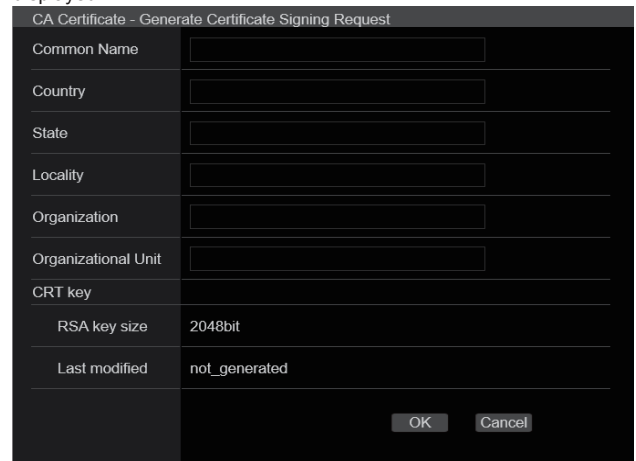 CA Certificate - Generate Certificate Signing Request
Common Name
Country
State
Locality
Organization
Organizational Unit
CRT key
RSA key size 2048bit
Last modified not_generated
OK Cancel